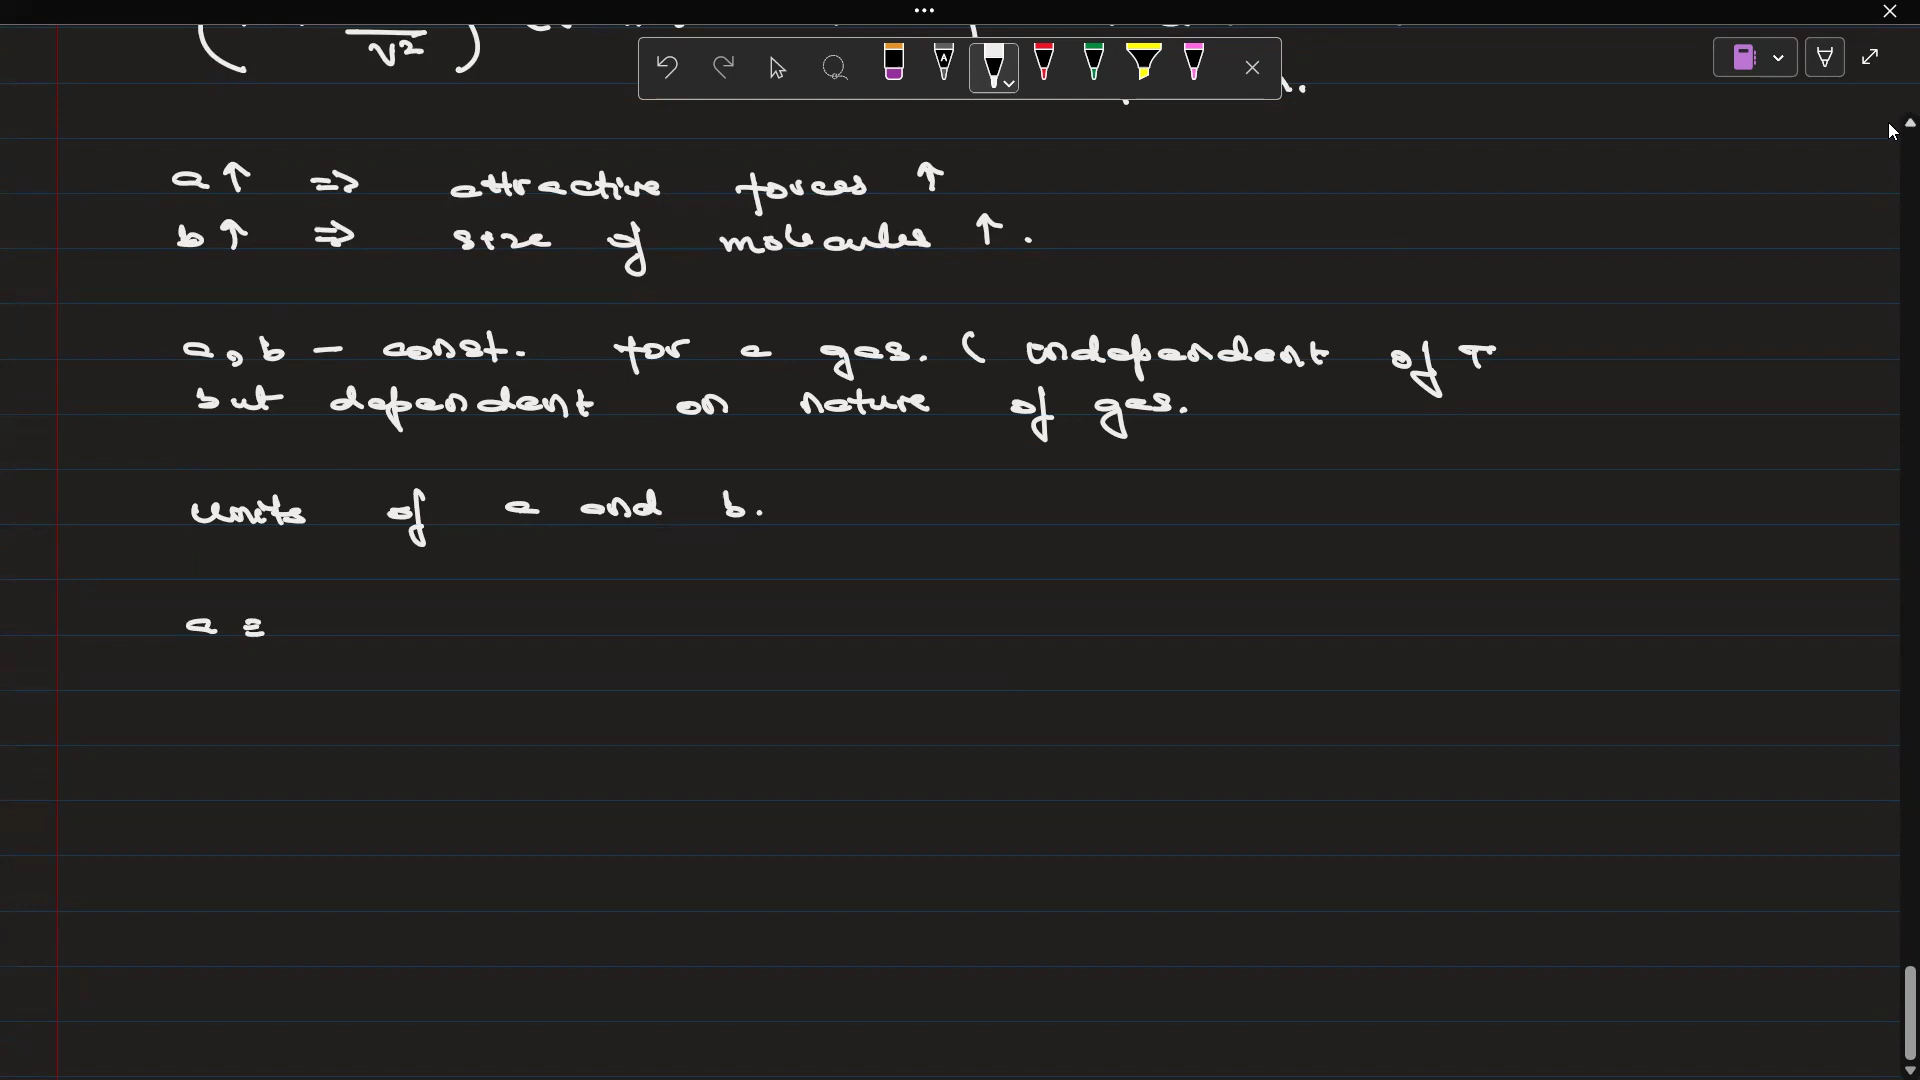 V²
a ↑ ⇒ attractive forces ↑
b ↑ ⇒ size of molecules ↑ .
a, b - const. for a gas. ( independent of T
but dependent on nature of gas.
units of a and b.
a =